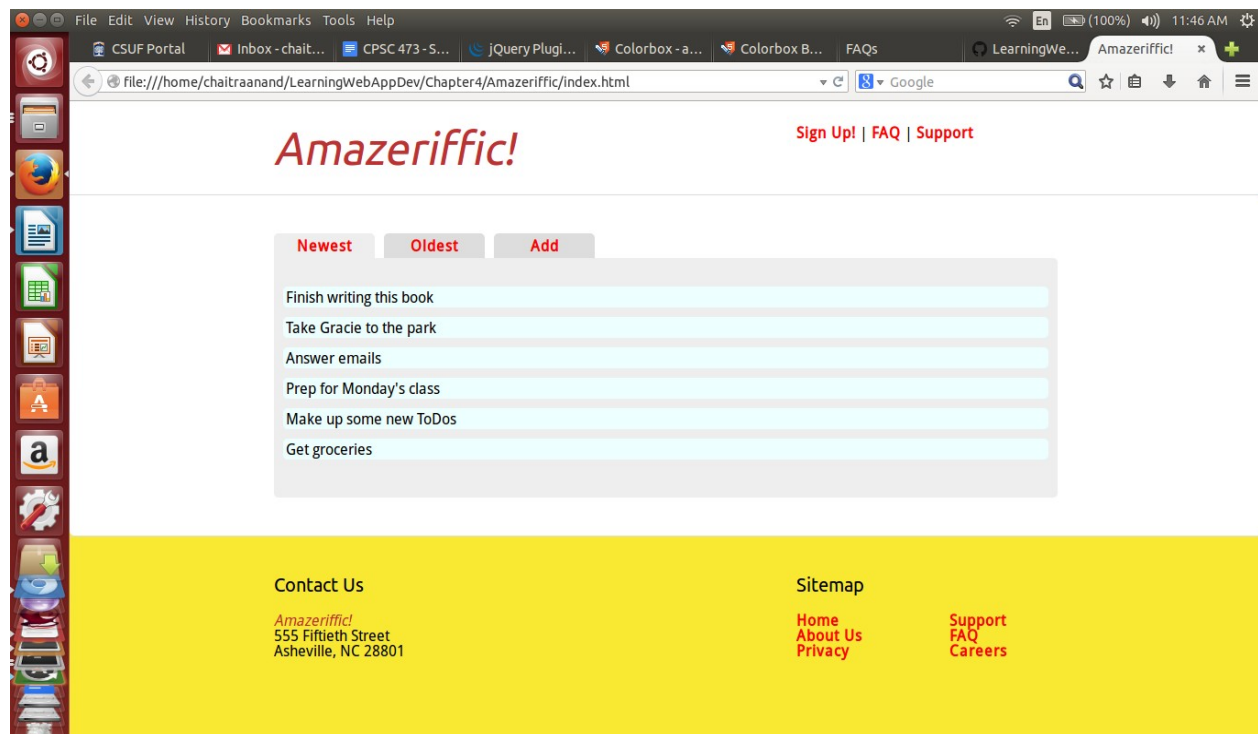 File Edit View History Bookmarks Tools Help En (100%) 11:46 AM
CSUF Portal Inbox - chait... CPSC 473 - S... jQuery Plugi... Colorbox - a... Colorbox B... FAQs LearningWe... Amazeriffic! ×
file:///home/chaitraanand/LearningWebAppDev/Chapter4/Amazeriffic/index.html Google
Amazeriffic!
Sign Up! | FAQ | Support
Newest Oldest Add
Finish writing this book
Take Gracie to the park
Answer emails
Prep for Monday's class
Make up some new ToDos
Get groceries
Contact Us
Amazeriffic!
555 Fiftieth Street
Asheville, NC 28801
Sitemap
Home Support
About Us FAQ
Privacy Careers